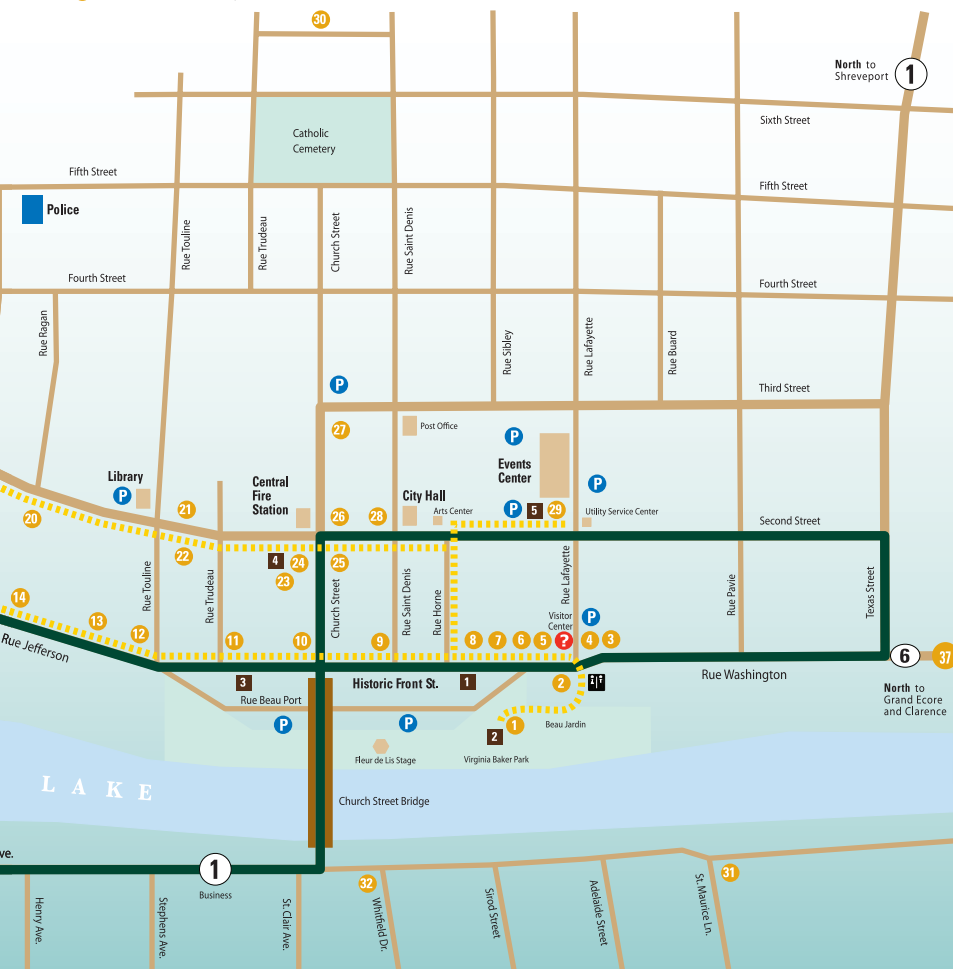 30
North to
Shreveport
1
Sixth Street
Catholic
Cemetery
Fifth Street
Fifth Street
Police
Rue Touline
Rue Trudeau
Church Street
Rue Saint Denis
Fourth Street
Fourth Street
Rue Ragan
Rue Sibley
Rue Lafayette
Rue Buard
Third Street
P
27
Post Office
P
Events
Center
Library
P
Central
Fire
Station
City Hall
Arts Center
P
5
29
P
Utility Service Center
20
21
26
28
Second Street
22
4
24
23
25
Rue Touline
Rue Trudeau
Church Street
Rue Saint Denis
Rue Horne
Rue Lafayette
Rue Pavie
Texas Street
14
13
12
11
10
9
8
7
6
5
Visitor
Center
?
P
4
3
Rue Jefferson
6
37
North to
Grand Ecore
and Clarence
Rue Washington
3
Historic Front St.
1
2
Rue Beau Port
P
P
1
Beau Jardin
2
Fleur de Lis Stage
Virginia Baker Park
LAKE
Church Street Bridge
ve.
1
Business
32
31
Henry Ave.
Stephens Ave.
St. Clair Ave.
Whitfield Dr.
Sirod Street
Adelaide Street
St. Maurice Ln.